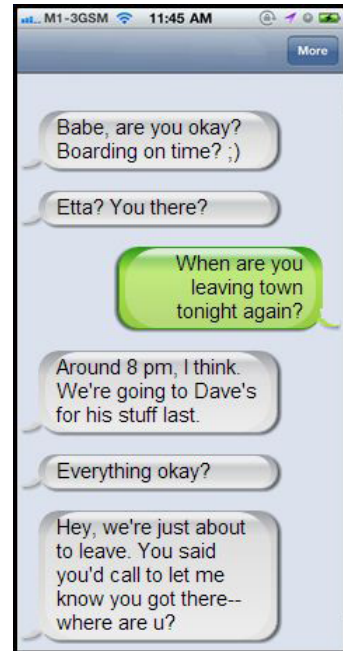 M1-3GSM 11:45 AM
More
Babe, are you okay?
Boarding on time? ;)
Etta? You there?
When are you
leaving town
tonight again?
Around 8 pm, I think.
We're going to Dave's
for his stuff last.
Everything okay?
Hey, we're just about
to leave. You said
you'd call to let me
know you got there--
where are u?